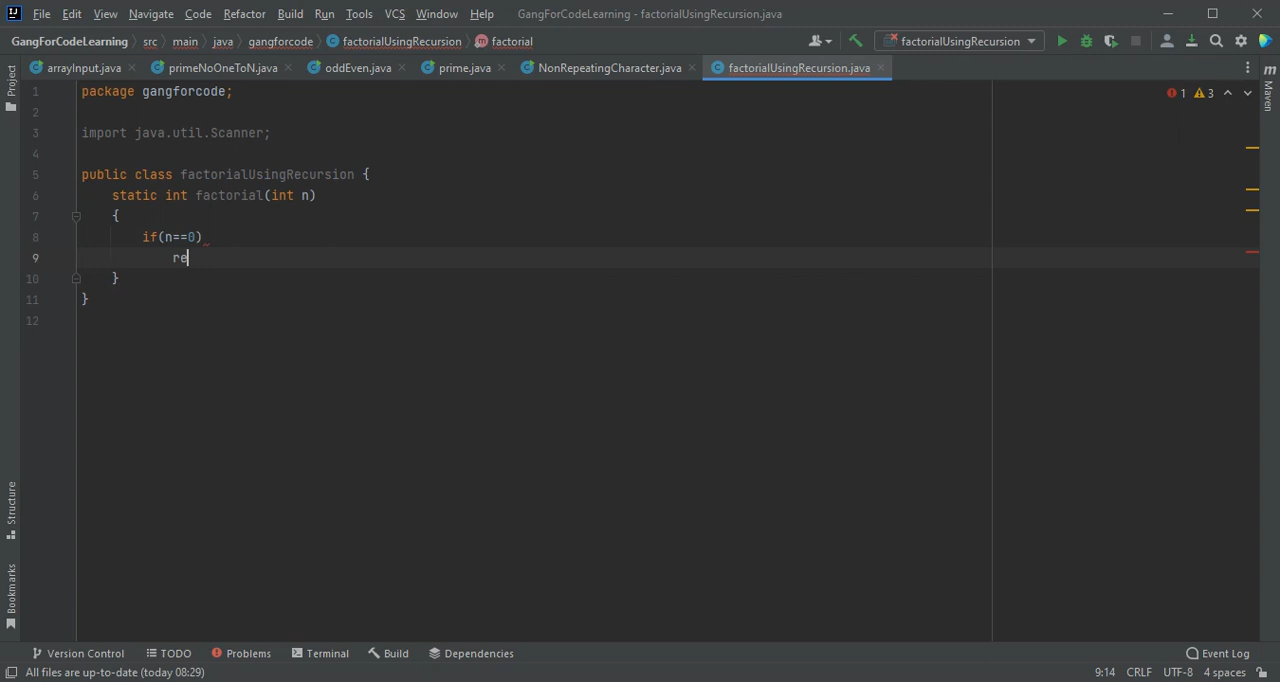 File Edit View Navigate Code Refactor Build Run Tools VCS Window Help GangForCodeLearning - factorialUsingRecursion.java
GangForCodeLearning src main java gangforcode factorialUsingRecursion factorial factorialUsingRecursion
arrayInput.java primeNoOneToN.java oddEven.java prime.java NonRepeatingCharacter.java factorialUsingRecursion.java
Project
Maven
1 package gangforcode; 1 3
2
3 import java.util.Scanner;
4
5 public class factorialUsingRecursion {
6 static int factorial(int n)
7 {
8 if(n==0)
9 re
10 }
11 }
12
Structure
Bookmarks
Version Control TODO Problems Terminal Build Dependencies Event Log
All files are up-to-date (today 08:29) 9:14 CRLF UTF-8 4 spaces